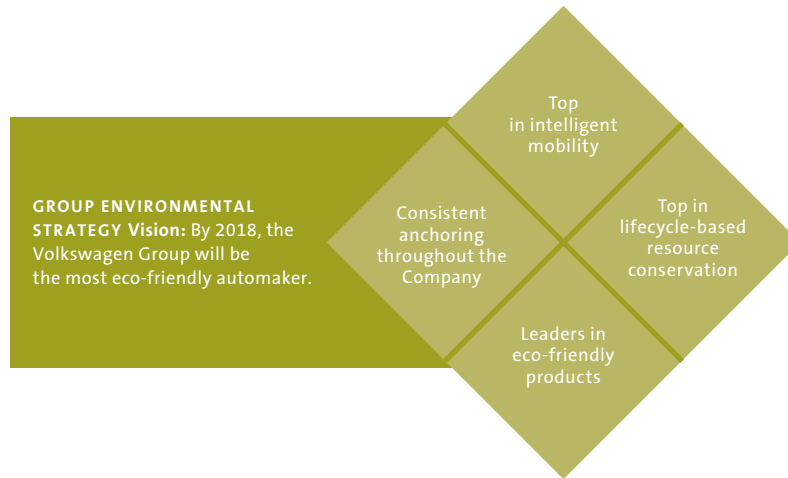 GROUP ENVIRONMENTAL
STRATEGY Vision: By 2018, the
Volkswagen Group will be
the most eco-friendly automaker.
Top
in intelligent
mobility
Consistent
anchoring
throughout the
Company
Top in
lifecycle-based
resource
conservation
Leaders in
eco-friendly
products